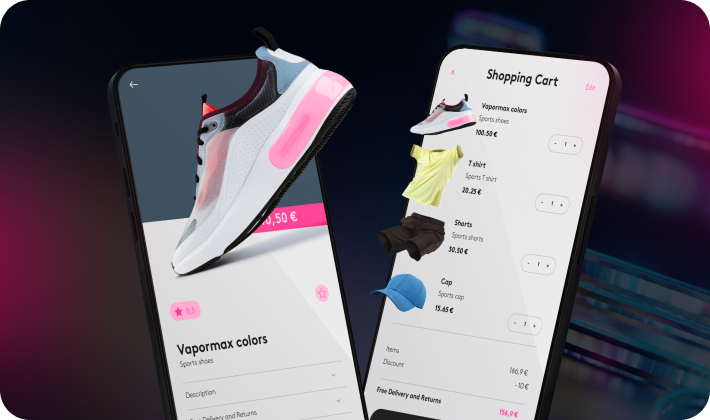 0,50 €
8,5
Vapormax colors
Sports shoes
Description
Free Delivery and Returns
x
Shopping Cart
Edit
Vapormax colors
Sports shoes
100.50 €
- 1 +
T shirt
Sports T shirt
20.25 €
- 1 +
Shorts
Sports shorts
30.50 €
- 1 +
Cap
Sports cap
15.65 €
- 1 +
Items
166,9 €
Discount
- 10 €
Free Delivery and Returns
156,9 €